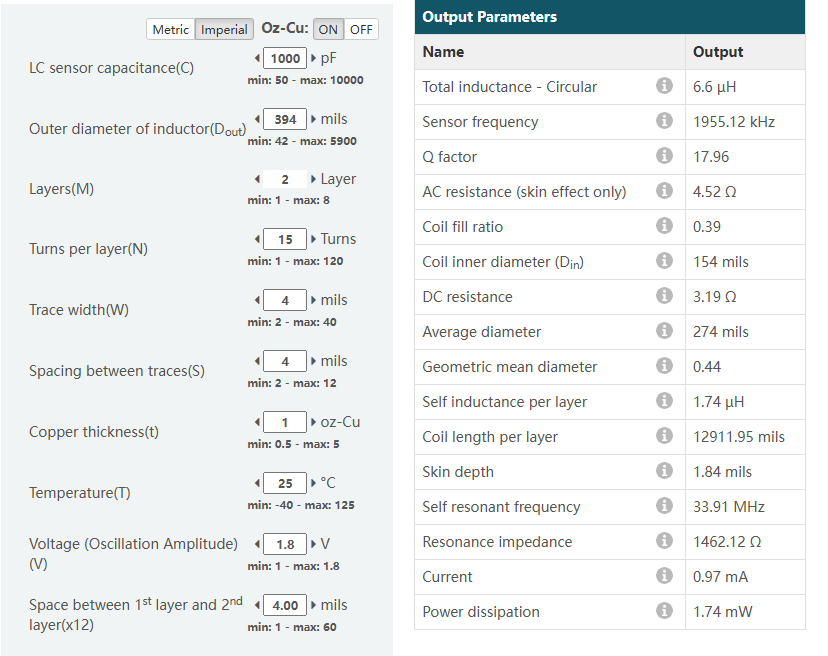 Metric Imperial Oz-Cu: ON OFF
LC sensor capacitance(C) 1000 pF
min: 50 - max: 10000
Outer diameter of inductor(Dout) 394 mils
min: 42 - max: 5900
Layers(M) 2 Layer
min: 1 - max: 8
Turns per layer(N) 15 Turns
min: 1 - max: 120
Trace width(W) 4 mils
min: 2 - max: 40
Spacing between traces(S) 4 mils
min: 2 - max: 12
Copper thickness(t) 1 oz-Cu
min: 0.5 - max: 5
Temperature(T) 25 °C
min: -40 - max: 125
Voltage (Oscillation Amplitude) 1.8 V
(V) min: 1 - max: 1.8
Space between 1st layer and 2nd 4.00 mils
layer(x12) min: 1 - max: 60
Output Parameters
Name Output
Total inductance - Circular 6.6 μH
Sensor frequency 1955.12 kHz
Q factor 17.96
AC resistance (skin effect only) 4.52 Ω
Coil fill ratio 0.39
Coil inner diameter (Din) 154 mils
DC resistance 3.19 Ω
Average diameter 274 mils
Geometric mean diameter 0.44
Self inductance per layer 1.74 μH
Coil length per layer 12911.95 mils
Skin depth 1.84 mils
Self resonant frequency 33.91 MHz
Resonance impedance 1462.12 Ω
Current 0.97 mA
Power dissipation 1.74 mW